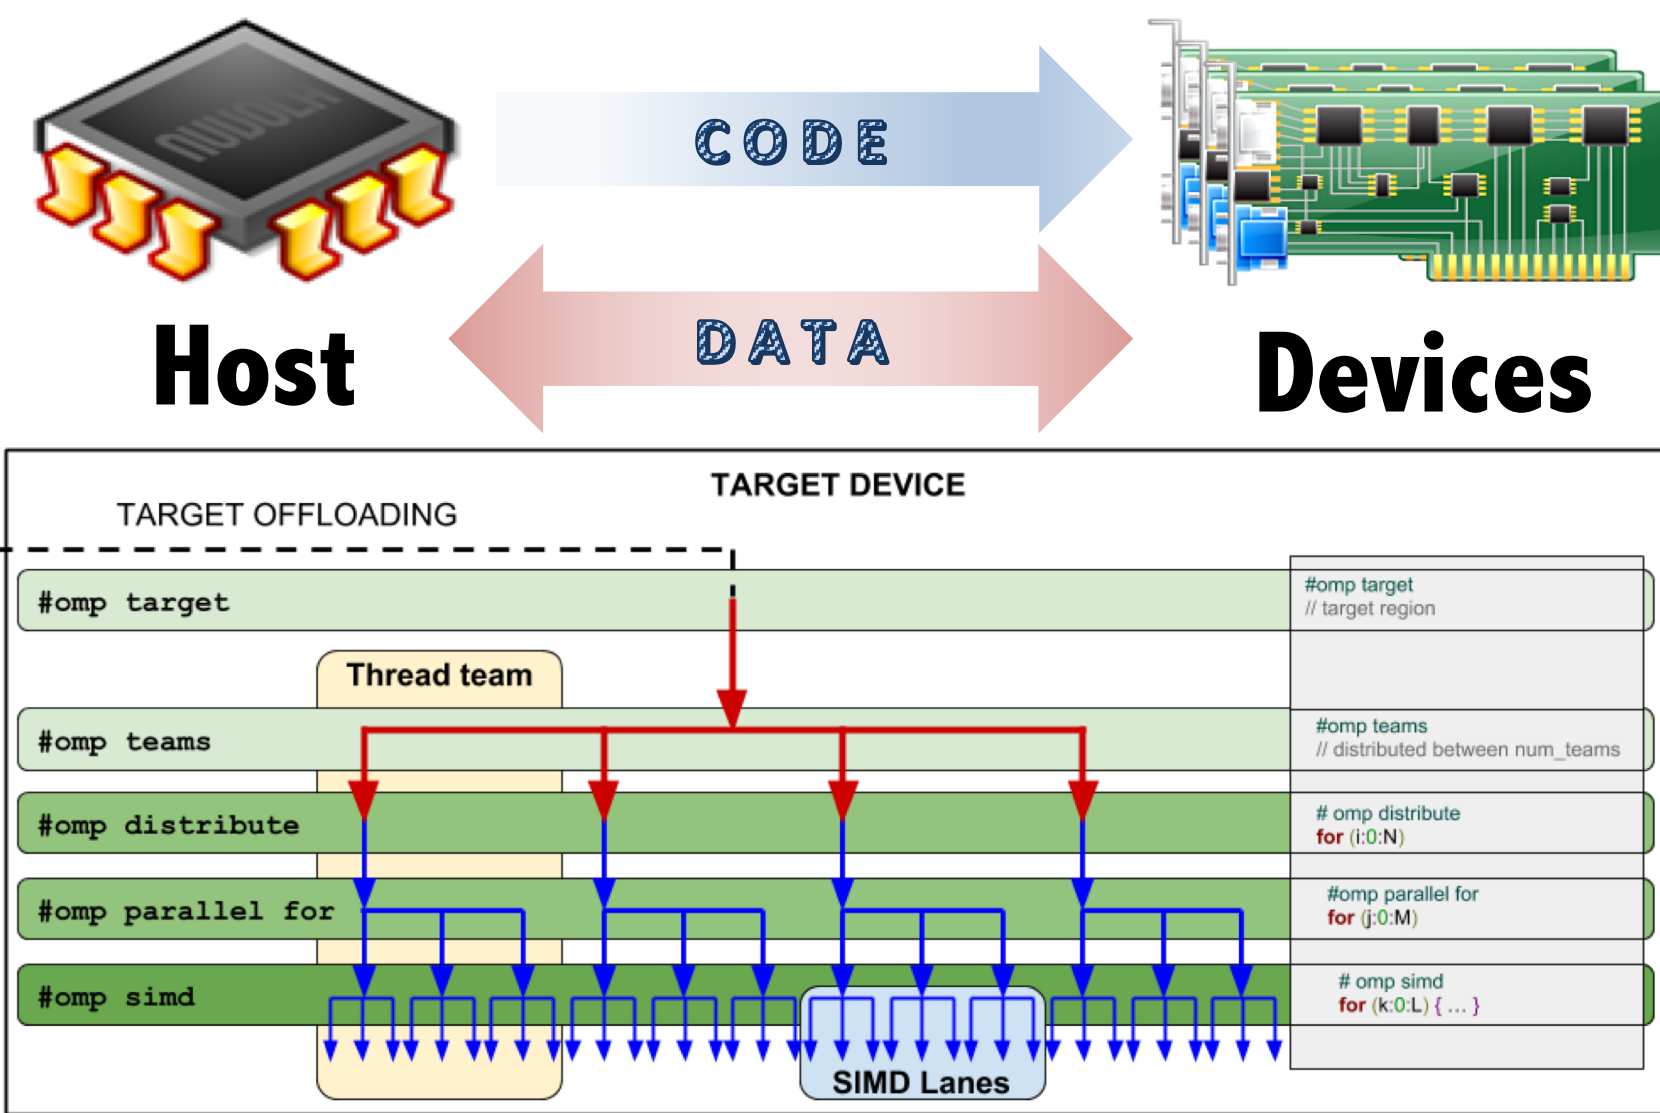 NUDOLA
CODE
DATA
Host
Devices
TARGET DEVICE
TARGET OFFLOADING
#omp target
#omp target
// target region
Thread team
#omp teams
#omp teams
// distributed between num_teams
#omp distribute
# omp distribute
for (i:0:N)
#omp parallel for
#omp parallel for
for (j:0:M)
#omp simd
# omp simd
for (k:0:L) { ... }
SIMD Lanes